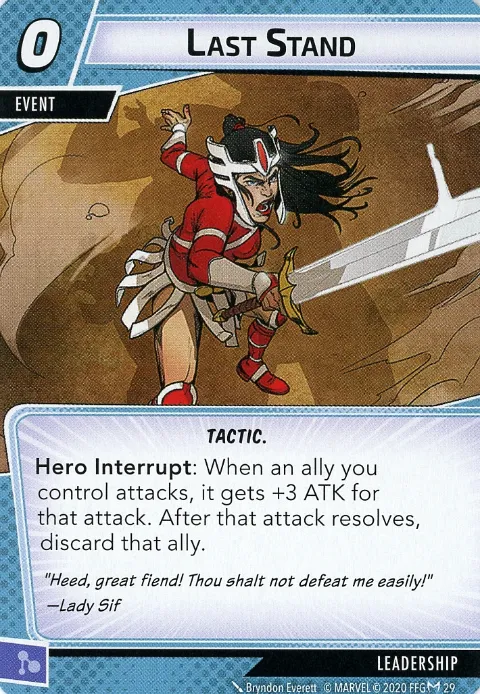 0
LAST STAND
EVENT
TACTIC.
Hero Interrupt: When an ally you
control attacks, it gets +3 ATK for
that attack. After that attack resolves,
discard that ally.
"Heed, great fiend! Thou shalt not defeat me easily!"
—Lady Sif
LEADERSHIP
Bryndon Everett © MARVEL © 2020 FFG 29